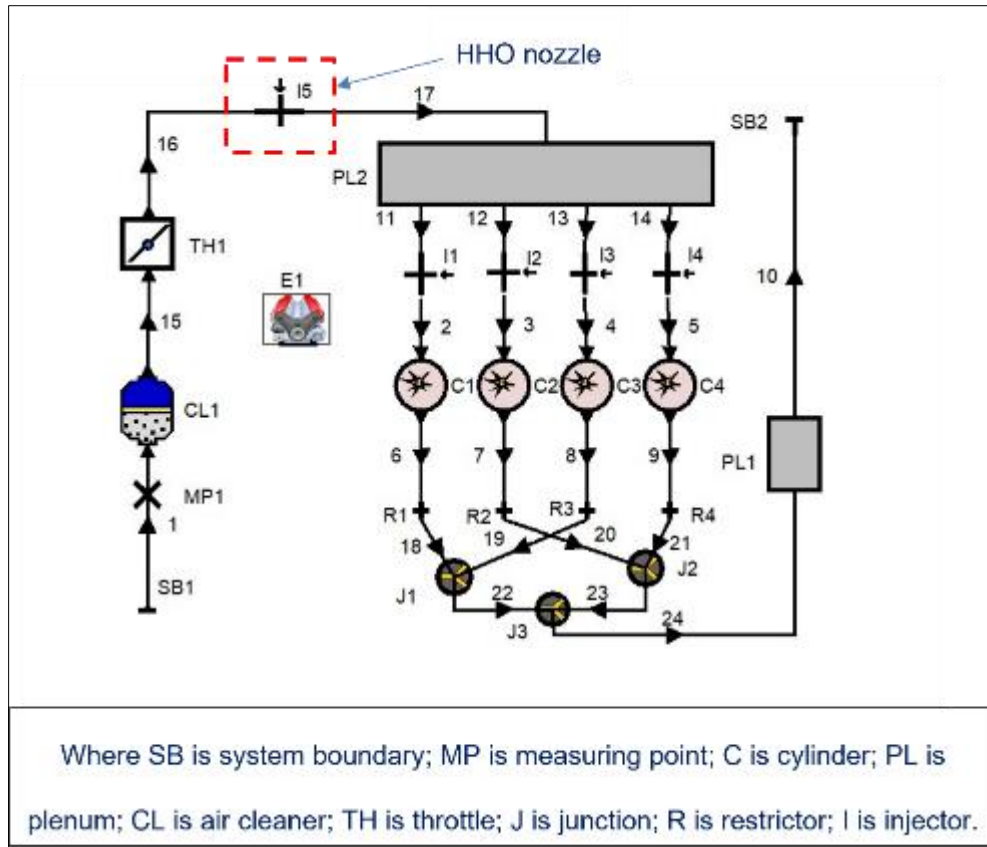 HHO nozzle
I5
17
SB2
16
PL2
11 12 13 14
TH1
I1 I2 I3 I4
10
E1
15
2 3 4 5
C1 C2 C3 C4
CL1
6 7 8 9
PL1
MP1
R1 R2 R3 R4
1
18 19 20 21
J2
SB1
J1
22 23
J3
24
Where SB is system boundary; MP is measuring point; C is cylinder; PL is
plenum; CL is air cleaner; TH is throttle; J is junction; R is restrictor; I is injector.